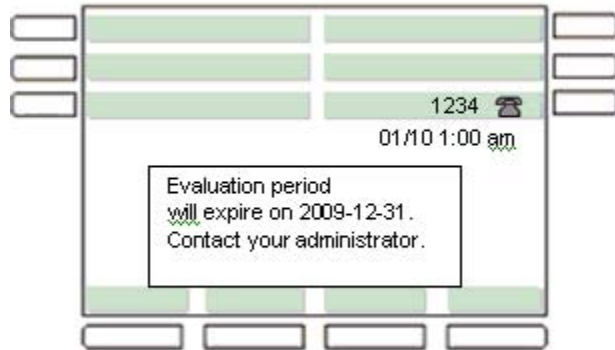 1234
01/10 1:00 am
Evaluation period
will expire on 2009-12-31.
Contact your administrator.